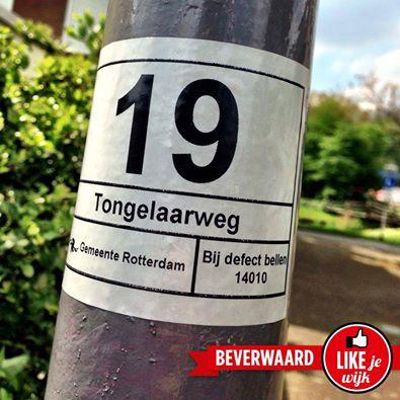 19
Tongelaarweg
Gemeente Rotterdam
Bij defect bellen
14010
BEVERWAARD
LIKE je
wijk